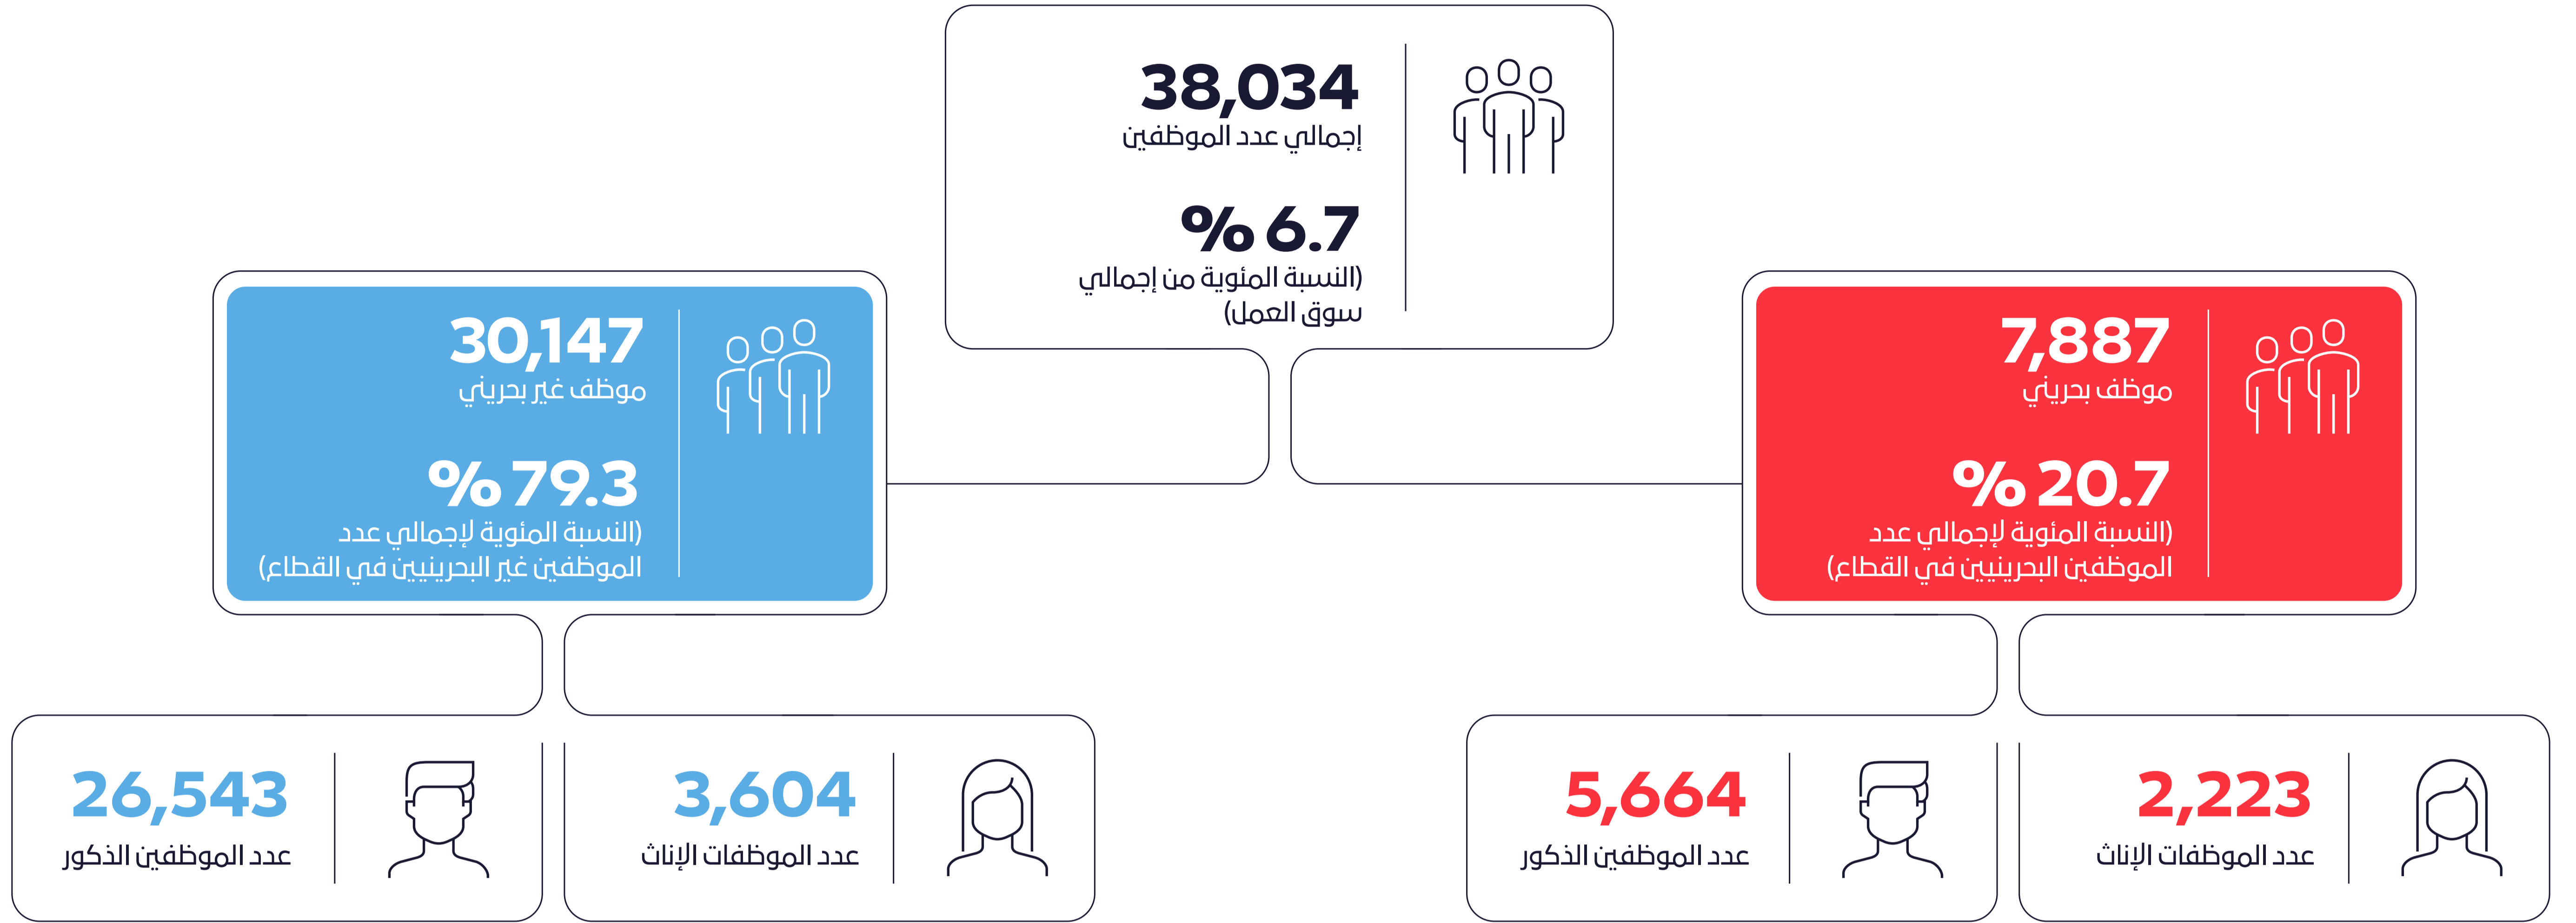 38,034
إجمالي عدد الموظفين
% 6.7
(النسبة المئوية من إجمالي
سوق العمل)
7,887
موظف بحريني
% 20.7
(النسبة المئوية لإجمالي عدد
الموظفين البحرينيين في القطاع)
30,147
موظف غير بحريني
% 79.3
(النسبة المئوية لإجمالي عدد
الموظفين غير البحرينيين في القطاع)
2,223
عدد الموظفات الإناث
5,664
عدد الموظفين الذكور
3,604
عدد الموظفات الإناث
26,543
عدد الموظفين الذكور